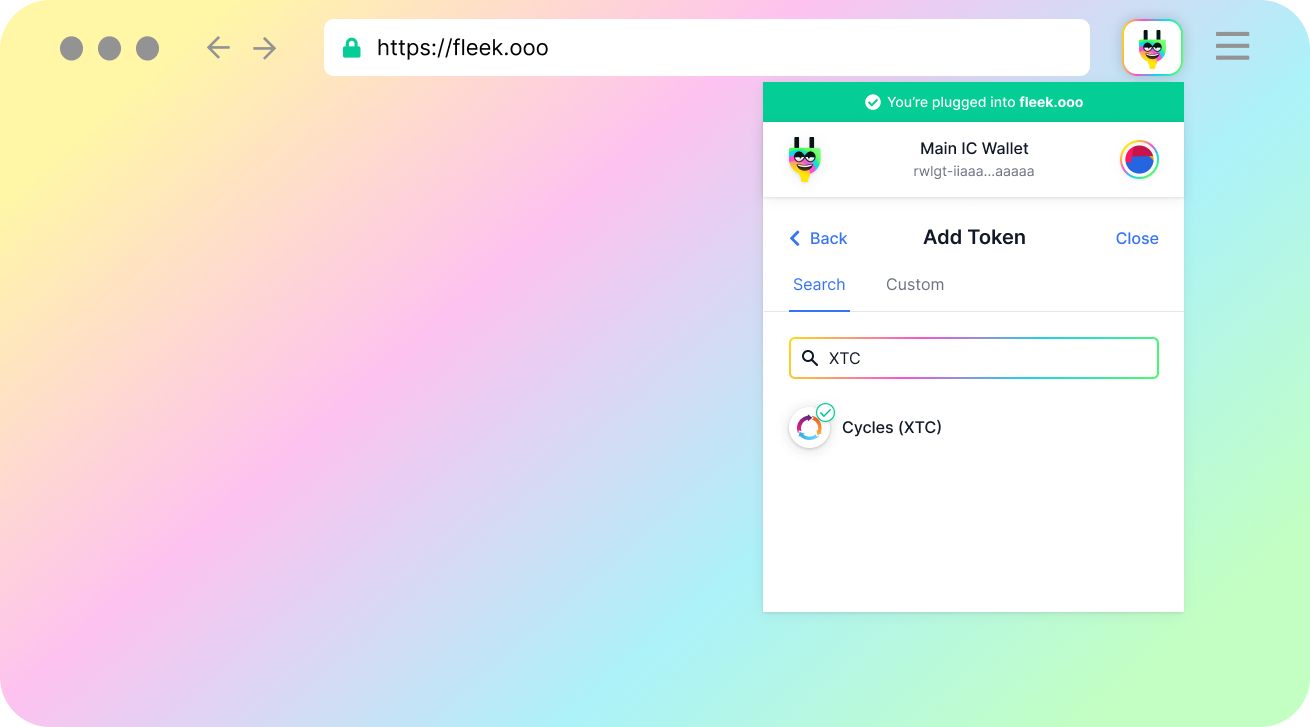 https://fleek.ooo
You’re plugged into fleek.ooo
Main IC Wallet
rwlgt-iiaaa...aaaaa
Back
Add Token
Close
Search
Custom
XTC
Cycles (XTC)